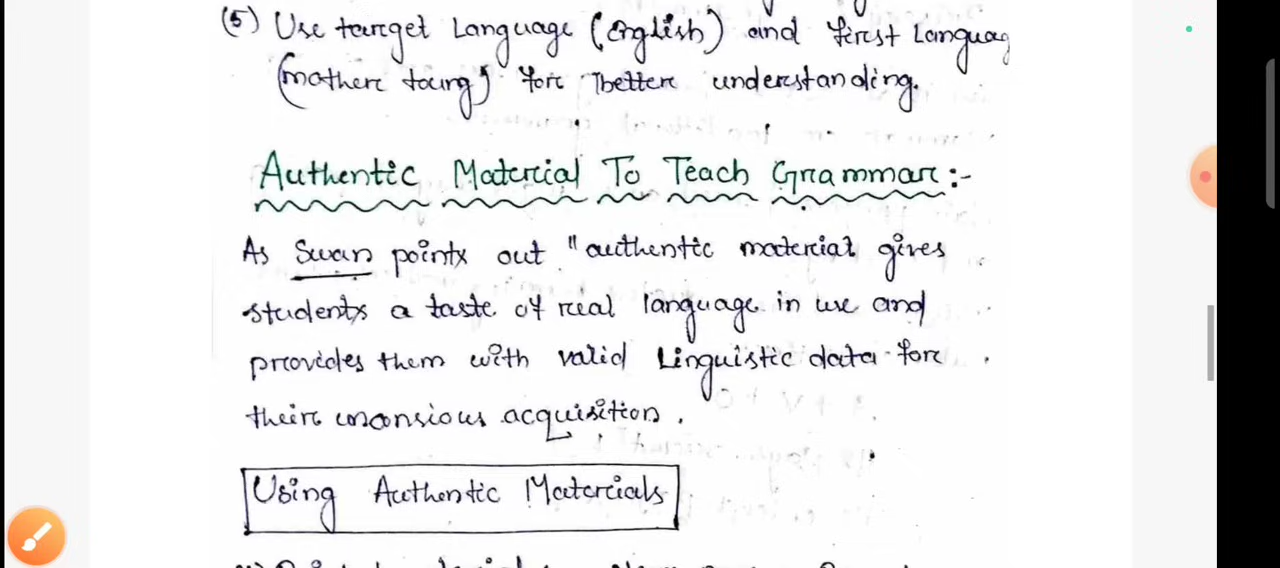 (5) Use target Language (English) and first Languag
(mother toung) for better understanding.
Authentic Material To Teach Grammar :-
As Swan points out "authentic material gives
students a taste of real language in use and
provides them with valid Linguistic data for
their unonsious acquisition.
Using Authentic Materials